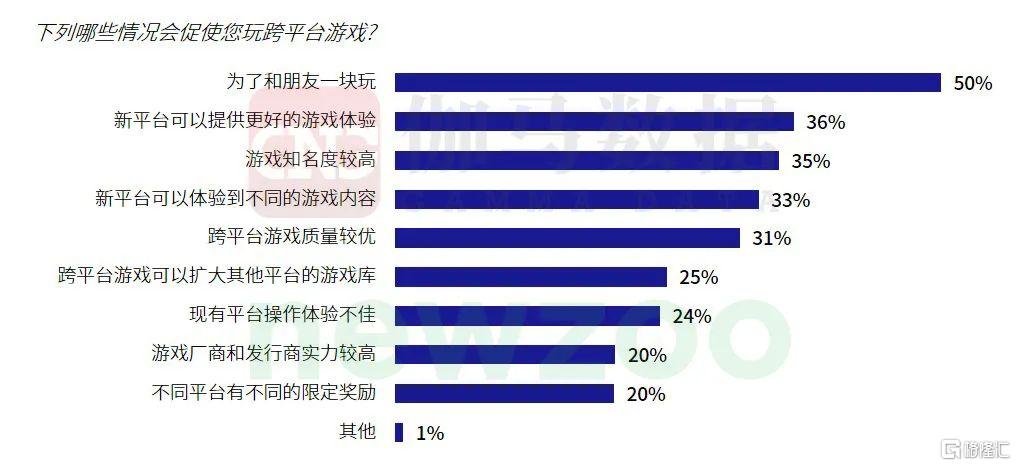 下列哪些情况会促使您玩跨平台游戏?
为了和朋友一块玩 50%
新平台可以提供更好的游戏体验 36%
游戏知名度较高 35%
新平台可以体验到不同的游戏内容 33%
跨平台游戏质量较优 31%
跨平台游戏可以扩大其他平台的游戏库 25%
现有平台操作体验不佳 24%
游戏厂商和发行商实力较高 20%
不同平台有不同的限定奖励 20%
其他 1%
伽马数据
GAMMA DATA
newzoo
格隆汇